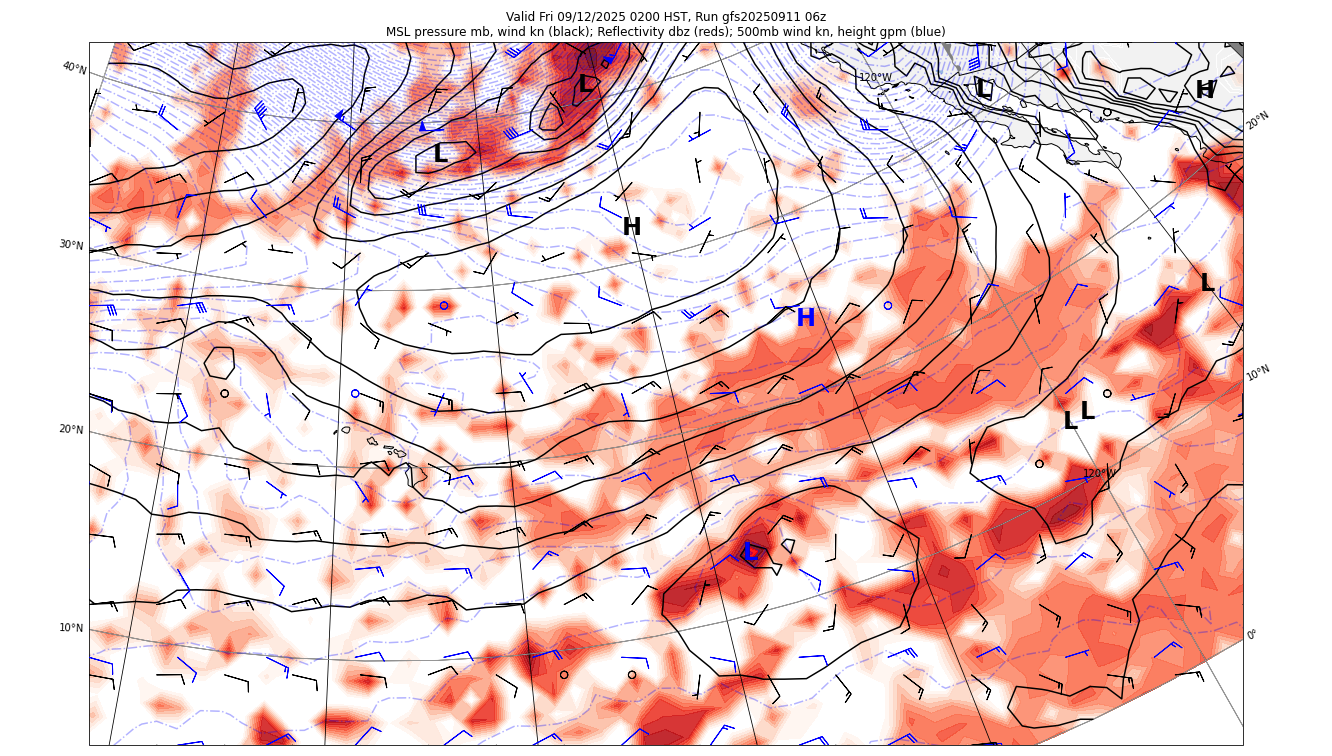 Valid Fri 09/12/2025 0200 HST, Run gfs20250911 06z
MSL pressure mb, wind kn (black); Reflectivity dbz (reds); 500mb wind kn, height gpm (blue)
40°N
120°W
L
L
H
20°N
L
H
30°N
L
H
10°N
L
L
20°N
120°W
L
10°N
0°